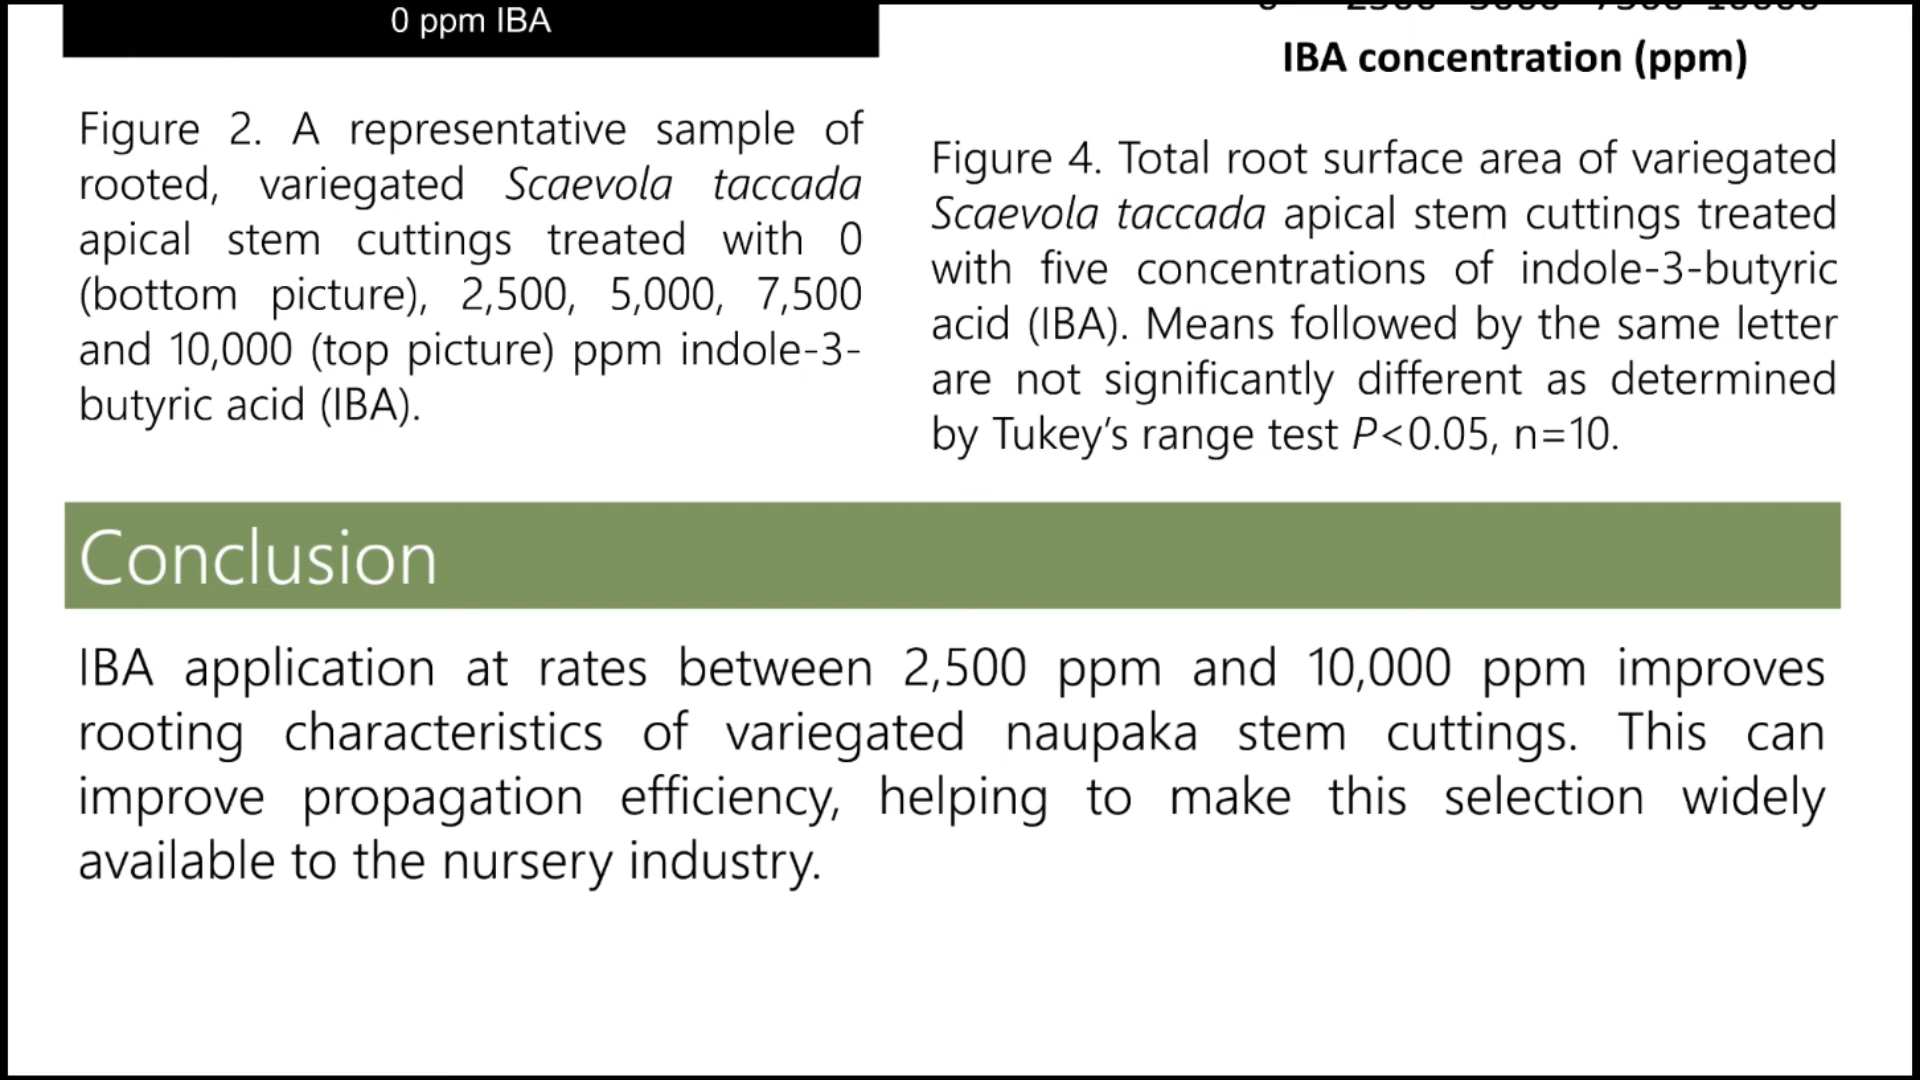 0 ppm IBA
IBA concentration (ppm)
Figure 2. A representative sample of
rooted, variegated Scaevola taccada
apical stem cuttings treated with 0
(bottom picture), 2,500, 5,000, 7,500
and 10,000 (top picture) ppm indole-3-
butyric acid (IBA).
Figure 4. Total root surface area of variegated
Scaevola taccada apical stem cuttings treated
with five concentrations of indole-3-butyric
acid (IBA). Means followed by the same letter
are not significantly different as determined
by Tukey’s range test P<0.05, n=10.
Conclusion
IBA application at rates between 2,500 ppm and 10,000 ppm improves
rooting characteristics of variegated naupaka stem cuttings. This can
improve propagation efficiency, helping to make this selection widely
available to the nursery industry.